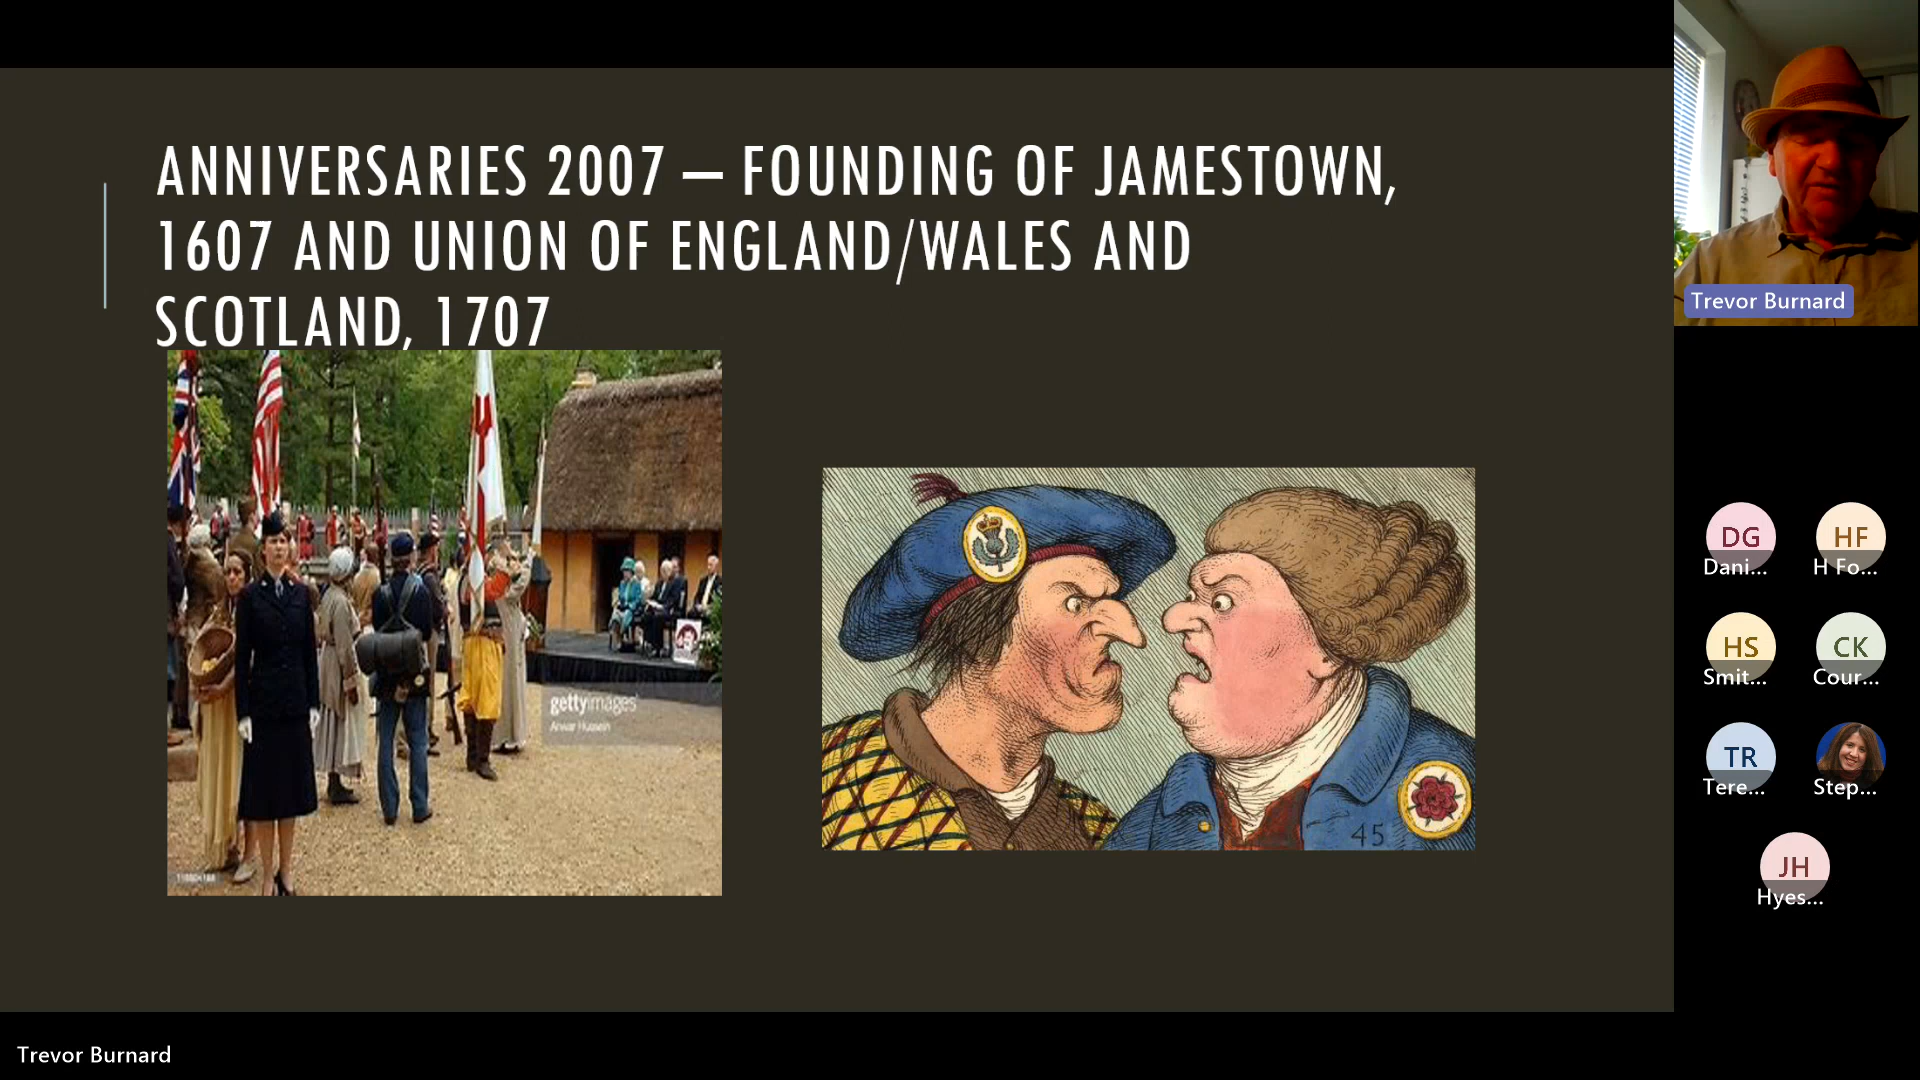 ANNIVERSARIES 2007 – FOUNDING OF JAMESTOWN,
1607 AND UNION OF ENGLAND/WALES AND
SCOTLAND, 1707
gettyimages
Anwar Hussein
45
Trevor Burnard
DG
Dani...
HF
H Fo...
HS
Smit...
CK
Cour...
TR
Tere...
Step...
JH
Hyes...
Trevor Burnard